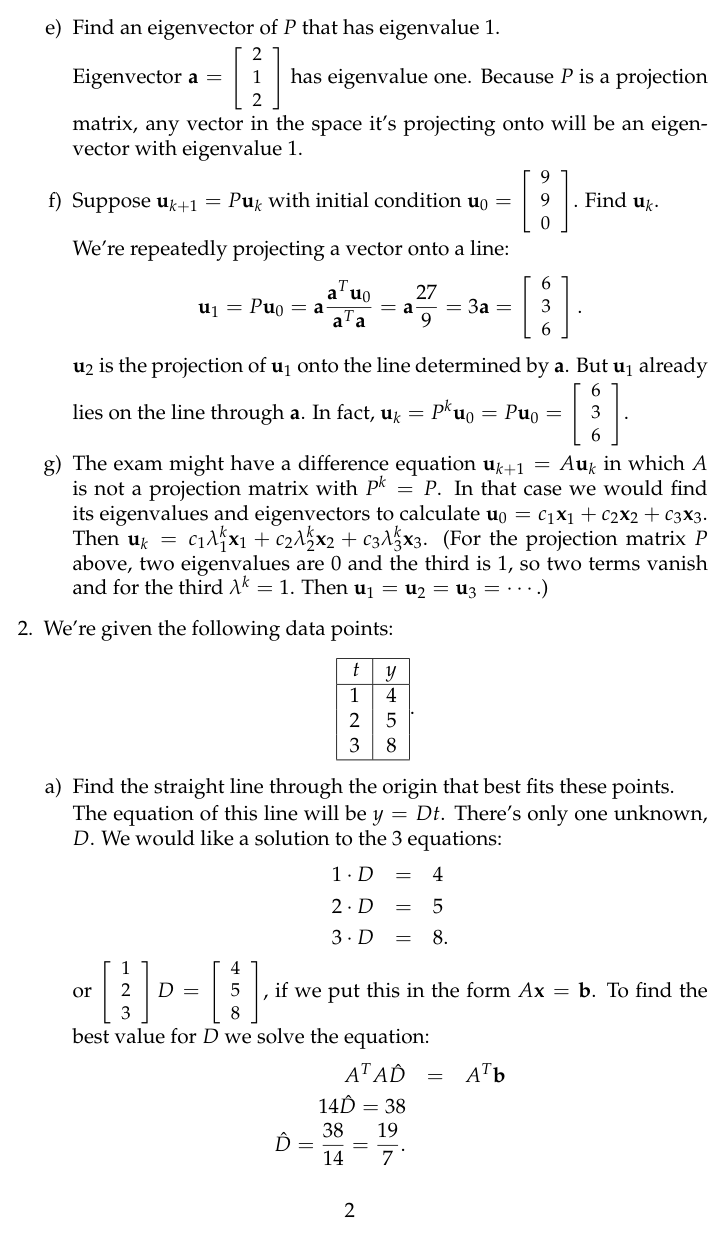 e) Find an eigenvector of P that has eigenvalue 1.
Eigenvector a = [ 2 1 2 ] has eigenvalue one. Because P is a projection
matrix, any vector in the space it's projecting onto will be an eigen-
vector with eigenvalue 1.
f) Suppose u_{k+1} = Pu_k with initial condition u_0 = [ 9 9 0 ]. Find u_k.
We're repeatedly projecting a vector onto a line:
u_1 = Pu_0 = a (a^T u_0)/(a^T a) = a 27/9 = 3a = [ 6 3 6 ].
u_2 is the projection of u_1 onto the line determined by a. But u_1 already
lies on the line through a. In fact, u_k = P^k u_0 = Pu_0 = [ 6 3 6 ].
g) The exam might have a difference equation u_{k+1} = Au_k in which A
is not a projection matrix with P^k = P. In that case we would find
its eigenvalues and eigenvectors to calculate u_0 = c_1x_1 + c_2x_2 + c_3x_3.
Then u_k = c_1λ_1^k x_1 + c_2λ_2^k x_2 + c_3λ_3^k x_3. (For the projection matrix P
above, two eigenvalues are 0 and the third is 1, so two terms vanish
and for the third λ^k = 1. Then u_1 = u_2 = u_3 = · · · .)
2. We're given the following data points:
t y
1 4
2 5
3 8
.
a) Find the straight line through the origin that best fits these points.
The equation of this line will be y = Dt. There's only one unknown,
D. We would like a solution to the 3 equations:
1 · D = 4
2 · D = 5
3 · D = 8.
or [ 1 2 3 ] D = [ 4 5 8 ], if we put this in the form Ax = b. To find the
best value for D we solve the equation:
A^T A D̂ = A^T b
14D̂ = 38
D̂ = 38/14 = 19/7.
2